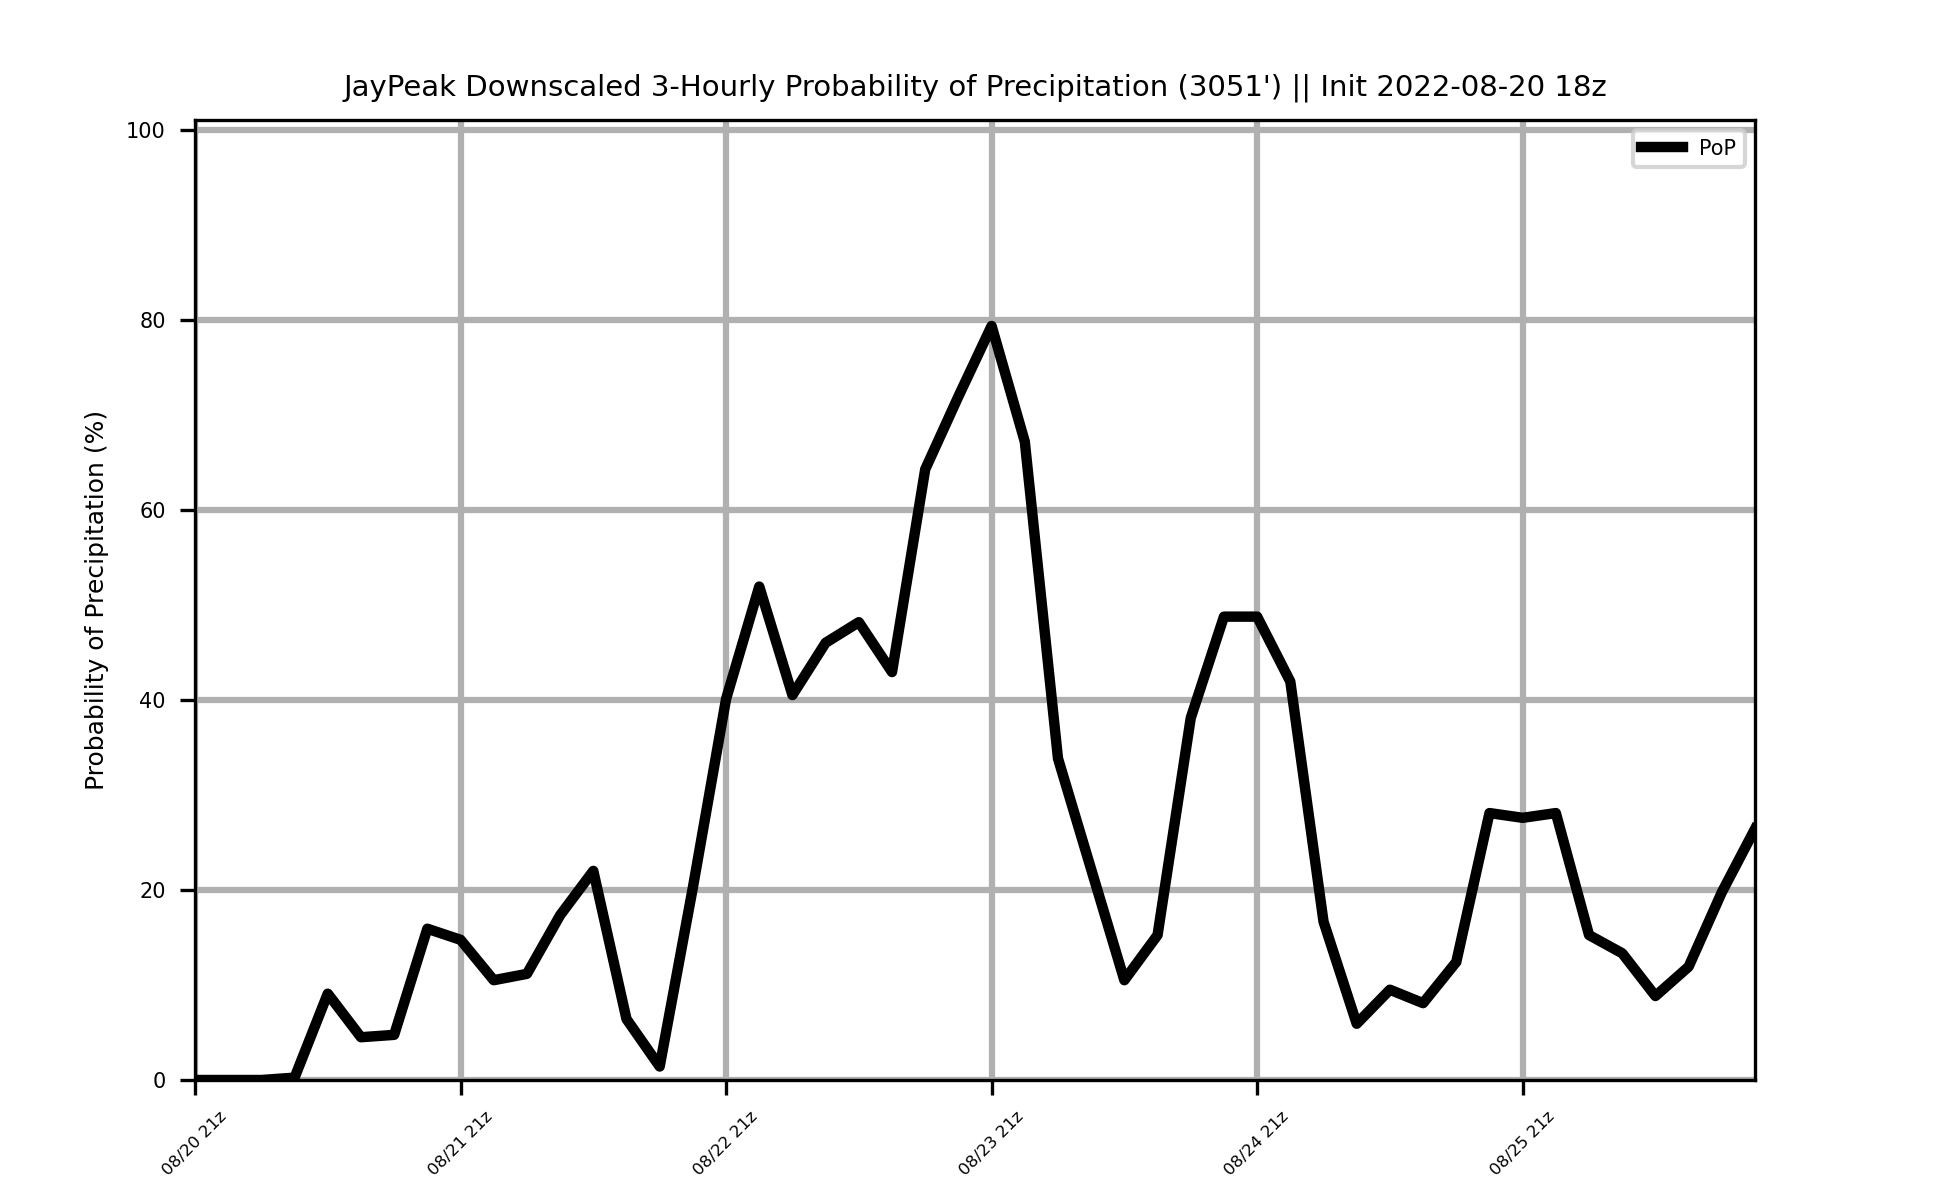 JayPeak Downscaled 3-Hourly Probability of Precipitation (3051') || Init 2022-08-20 18z
PoP
Probability of Precipitation (%)
100
80
60
40
20
0
08/20 21z
08/21 21z
08/22 21z
08/23 21z
08/24 21z
08/25 21z